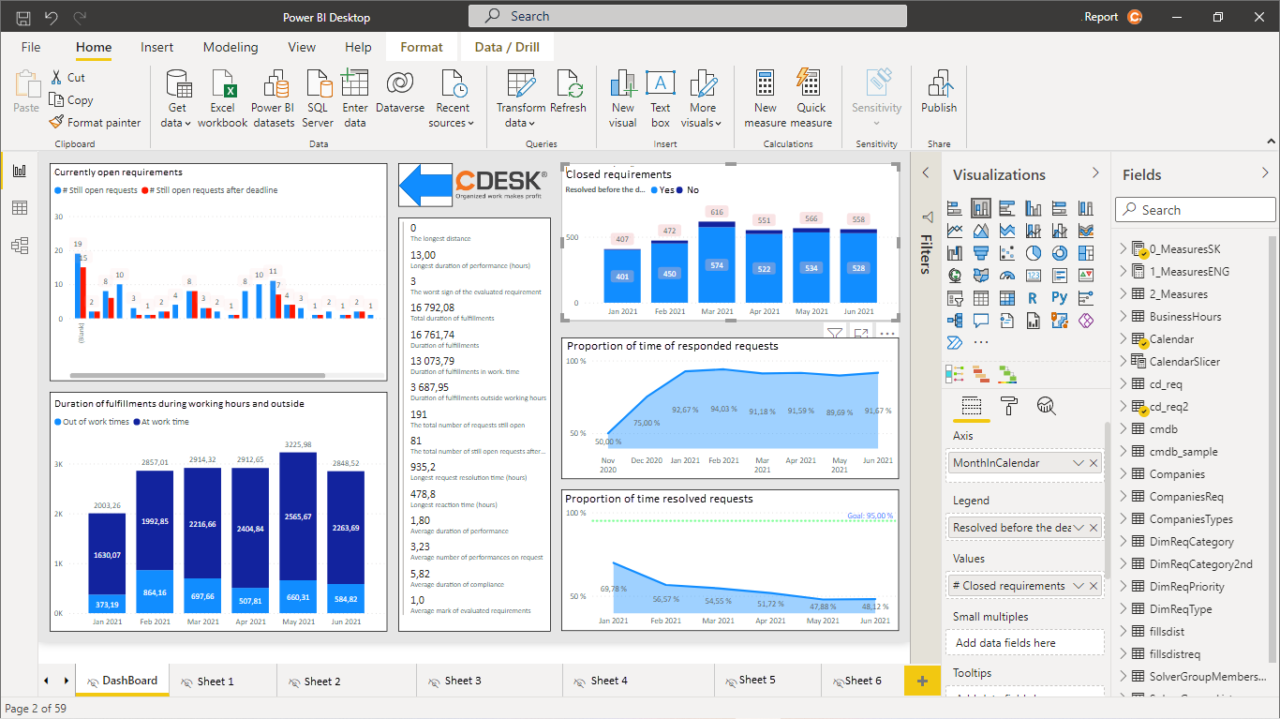 Power BI Desktop
Search
Report
File
Home
Insert
Modeling
View
Help
Format
Data / Drill
Paste
Cut
Copy
Format painter
Get data
Excel workbook
Power BI datasets
SQL Server
Enter data
Dataverse
Recent sources
Transform data
Refresh
New visual
Text box
More visuals
New measure
Quick measure
Sensitivity
Publish
Clipboard
Data
Queries
Insert
Calculations
Sensitivity
Share
Currently open requirements
# Still open requests # Still open requests after deadline
30
20
10
0
19
15
2
8
10
3
1
2
4
8
3
2
1
8
10
11
4
3
1
2
1
2
1
(Blank)
Duration of fulfillments during working hours and outside
Out of work times At work time
3K
2K
1K
0K
2003,26
2857,01
2914,32
2912,65
3225,98
2848,52
1630,07
1992,85
2216,66
2404,84
2565,67
2263,69
373,19
864,16
697,66
507,81
660,31
584,82
Jan 2021 Feb 2021 Mar 2021 Apr 2021 May 2021 Jun 2021
CDESK®
Organized work makes profit
0
The longest distance
13,00
Longest duration of performance (hours)
3
The worst sign of the evaluated requirement
16 792,08
Total duration of fulfillments
16 761,74
Duration of fulfillments
13 073,79
Duration of fulfillments in work. time
3 687,95
Duration of fulfillments outside working hours
191
The total number of requests still open
81
The total number of still open requests after...
935,2
Longest request resolution time (hours)
478,8
Longest reaction time (hours)
1,80
Average duration of performance
3,23
Average number of performances on request
5,82
Average duration of compliance
1,0
Average mark of evaluated requirements
Closed requirements
Resolved before the d... Yes No
500
0
407
472
616
551
566
558
401
450
574
522
534
528
Jan 2021 Feb 2021 Mar 2021 Apr 2021 May 2021 Jun 2021
Proportion of time of responded requests
100 %
50 %
50,00 %
75,00 %
92,67 %
94,03 %
91,18 %
91,59 %
89,69 %
91,67 %
Nov 2020
Dec 2020
Jan 2021
Feb 2021
Mar 2021
Apr 2021
May 2021
Jun 2021
Proportion of time resolved requests
100 %
50 %
Goal: 95,00 %
69,78 %
56,57 %
54,55 %
51,72 %
47,88 %
48,12 %
Jan 2021 Feb 2021 Mar 2021 Apr 2021 May 2021 Jun 2021
Filters
Visualizations
R
Py
123
Axis
MonthInCalendar
Legend
Resolved before the dea
Values
# Closed requirements
Small multiples
Add data fields here
Tooltips
Fields
Search
0_MeasuresSK
1_MeasuresENG
2_Measures
BusinessHours
Calendar
CalendarSlicer
cd_req
cd_req2
cmdb
cmdb_sample
Companies
CompaniesReq
CompaniesTypes
DimReqCategory
DimReqCategory2nd
DimReqPriority
DimReqType
fillsdist
fillsdistreq
SolverGroupMembers...
DashBoard
Sheet 1
Sheet 2
Sheet 3
Sheet 4
Sheet 5
Sheet 6
Page 2 of 59